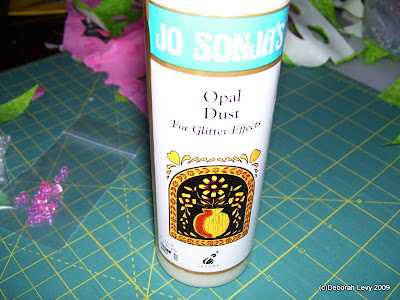 JO SONJA'S
Opal
Dust
For Glitter Effects
(c)Deborah Levy 2009